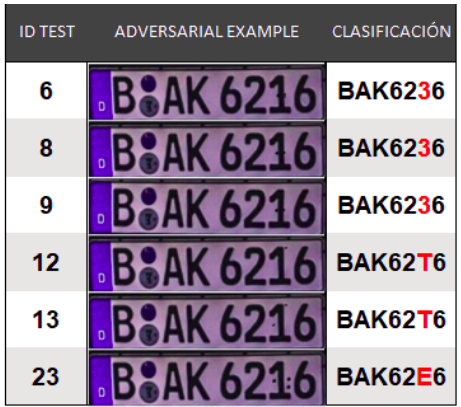 ID TEST ADVERSARIAL EXAMPLE CLASIFICACIÓN
6 D B AK 6216 BAK6236
8 D B AK 6216 BAK6236
9 D B AK 6216 BAK6236
12 D B AK 6216 BAK62T6
13 D B AK 6216 BAK62T6
23 D B AK 6216 BAK62E6